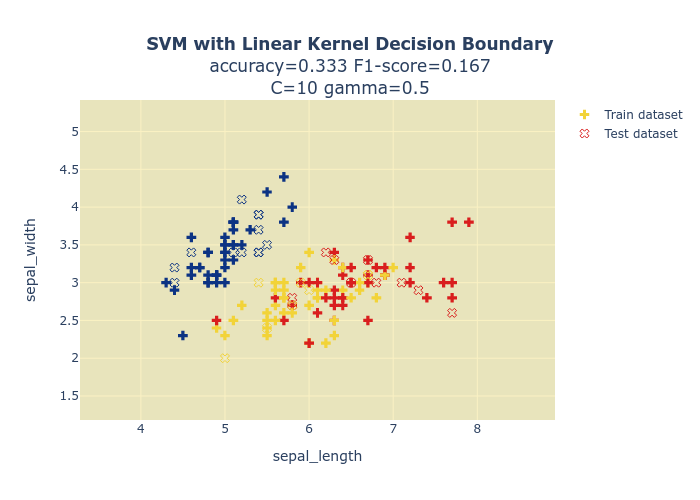 SVM with Linear Kernel Decision Boundary
accuracy=0.333 F1-score=0.167
C=10 gamma=0.5
Train dataset
Test dataset
5
4.5
4
3.5
3
2.5
2
1.5
sepal_width
4 5 6 7 8
sepal_length